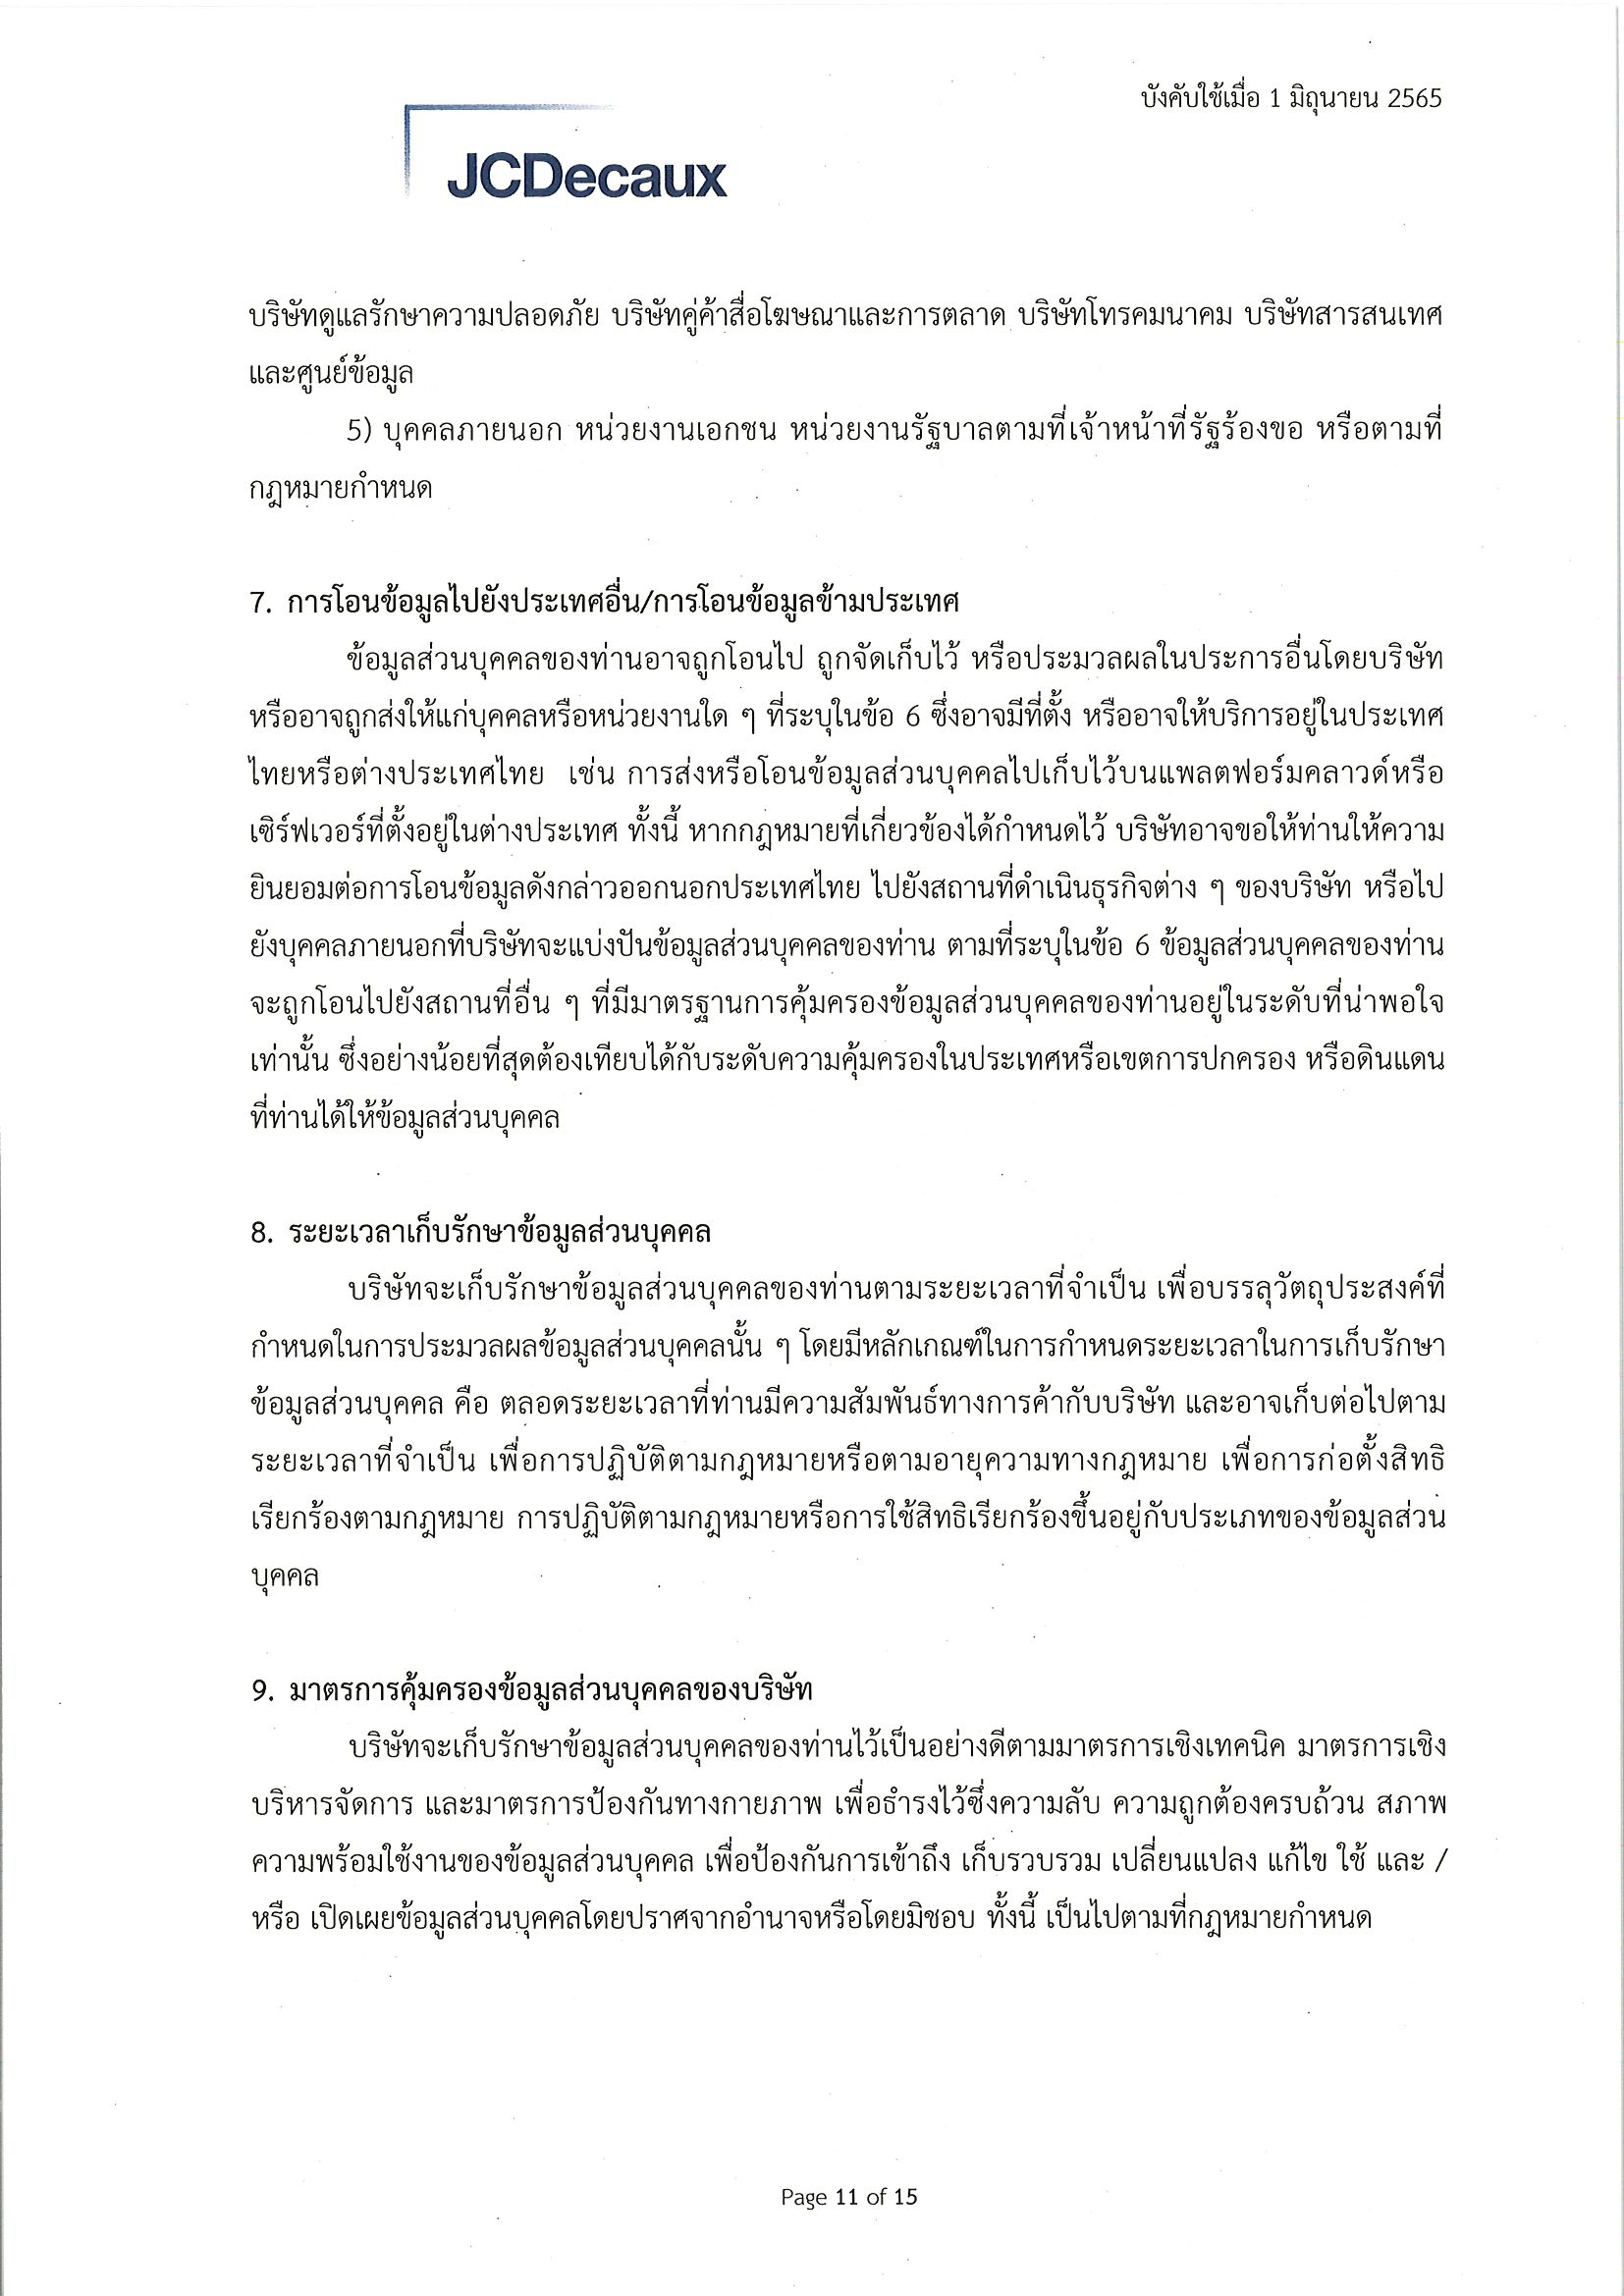 บังคับใช้เมื่อ 1 มิถุนายน 2565
JCDecaux
บริษัทดูแลรักษาความปลอดภัย บริษัทคู่ค้าสื่อโฆษณาและการตลาด บริษัทโทรคมนาคม บริษัทสารสนเทศ
และศูนย์ข้อมูล
5) บุคคลภายนอก หน่วยงานเอกชน หน่วยงานรัฐบาลตามที่เจ้าหน้าที่รัฐร้องขอ หรือตามที่
กฎหมายกำหนด
7. การโอนข้อมูลไปยังประเทศอื่น/การโอนข้อมูลข้ามประเทศ
ข้อมูลส่วนบุคคลของท่านอาจถูกโอนไป ถูกจัดเก็บไว้ หรือประมวลผลในประการอื่นโดยบริษัท
หรืออาจถูกส่งให้แก่บุคคลหรือหน่วยงานใด ๆ ที่ระบุในข้อ 6 ซึ่งอาจมีที่ตั้ง หรืออาจให้บริการอยู่ในประเทศ
ไทยหรือต่างประเทศไทย เช่น การส่งหรือโอนข้อมูลส่วนบุคคลไปเก็บไว้บนแพลตฟอร์มคลาวด์หรือ
เซิร์ฟเวอร์ที่ตั้งอยู่ในต่างประเทศ ทั้งนี้ หากกฎหมายที่เกี่ยวข้องได้กำหนดไว้ บริษัทอาจขอให้ท่านให้ความ
ยินยอมต่อการโอนข้อมูลดังกล่าวออกนอกประเทศไทย ไปยังสถานที่ดำเนินธุรกิจต่าง ๆ ของบริษัท หรือไป
ยังบุคคลภายนอกที่บริษัทจะแบ่งปันข้อมูลส่วนบุคคลของท่าน ตามที่ระบุในข้อ 6 ข้อมูลส่วนบุคคลของท่าน
จะถูกโอนไปยังสถานที่อื่น ๆ ที่มีมาตรฐานการคุ้มครองข้อมูลส่วนบุคคลของท่านอยู่ในระดับที่น่าพอใจ
เท่านั้น ซึ่งอย่างน้อยที่สุดต้องเทียบได้กับระดับความคุ้มครองในประเทศหรือเขตการปกครอง หรือดินแดน
ที่ท่านได้ให้ข้อมูลส่วนบุคคล
8. ระยะเวลาเก็บรักษาข้อมูลส่วนบุคคล
บริษัทจะเก็บรักษาข้อมูลส่วนบุคคลของท่านตามระยะเวลาที่จำเป็น เพื่อบรรลุวัตถุประสงค์ที่
กำหนดในการประมวลผลข้อมูลส่วนบุคคลนั้น ๆ โดยมีหลักเกณฑ์ในการกำหนดระยะเวลาในการเก็บรักษา
ข้อมูลส่วนบุคคล คือ ตลอดระยะเวลาที่ท่านมีความสัมพันธ์ทางการค้ากับบริษัท และอาจเก็บต่อไปตาม
ระยะเวลาที่จำเป็น เพื่อการปฏิบัติตามกฎหมายหรือตามอายุความทางกฎหมาย เพื่อการก่อตั้งสิทธิ
เรียกร้องตามกฎหมาย การปฏิบัติตามกฎหมายหรือการใช้สิทธิเรียกร้องขึ้นอยู่กับประเภทของข้อมูลส่วน
บุคคล
9. มาตรการคุ้มครองข้อมูลส่วนบุคคลของบริษัท
บริษัทจะเก็บรักษาข้อมูลส่วนบุคคลของท่านไว้เป็นอย่างดีตามมาตรการเชิงเทคนิค มาตรการเชิง
บริหารจัดการ และมาตรการป้องกันทางกายภาพ เพื่อธำรงไว้ซึ่งความลับ ความถูกต้องครบถ้วน สภาพ
ความพร้อมใช้งานของข้อมูลส่วนบุคคล เพื่อป้องกันการเข้าถึง เก็บรวบรวม เปลี่ยนแปลง แก้ไข ใช้ และ /
หรือ เปิดเผยข้อมูลส่วนบุคคลโดยปราศจากอำนาจหรือโดยมิชอบ ทั้งนี้ เป็นไปตามที่กฎหมายกำหนด
Page 11 of 15